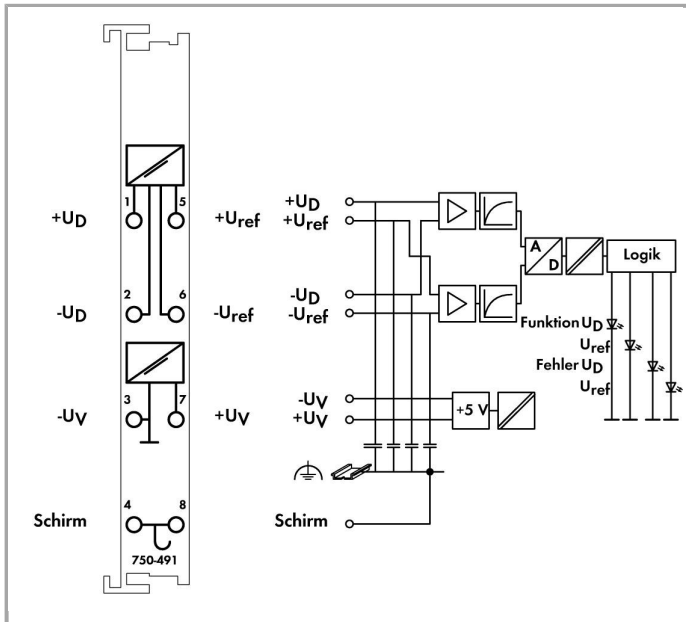 1 5
+UD +Uref
2 6
-UD -Uref
3 7
-UV +UV
4 8
Schirm
750-491
+UD
+Uref
-UD
-Uref
-UV
+UV
Schirm
A
D
Logik
+5 V
Funktion UD
Uref
Fehler UD
Uref